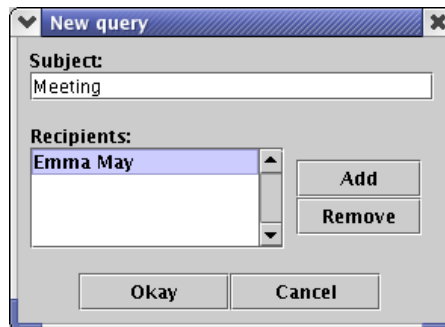 New query
Subject:
Meeting
Recipients:
Emma May
Add
Remove
Okay Cancel